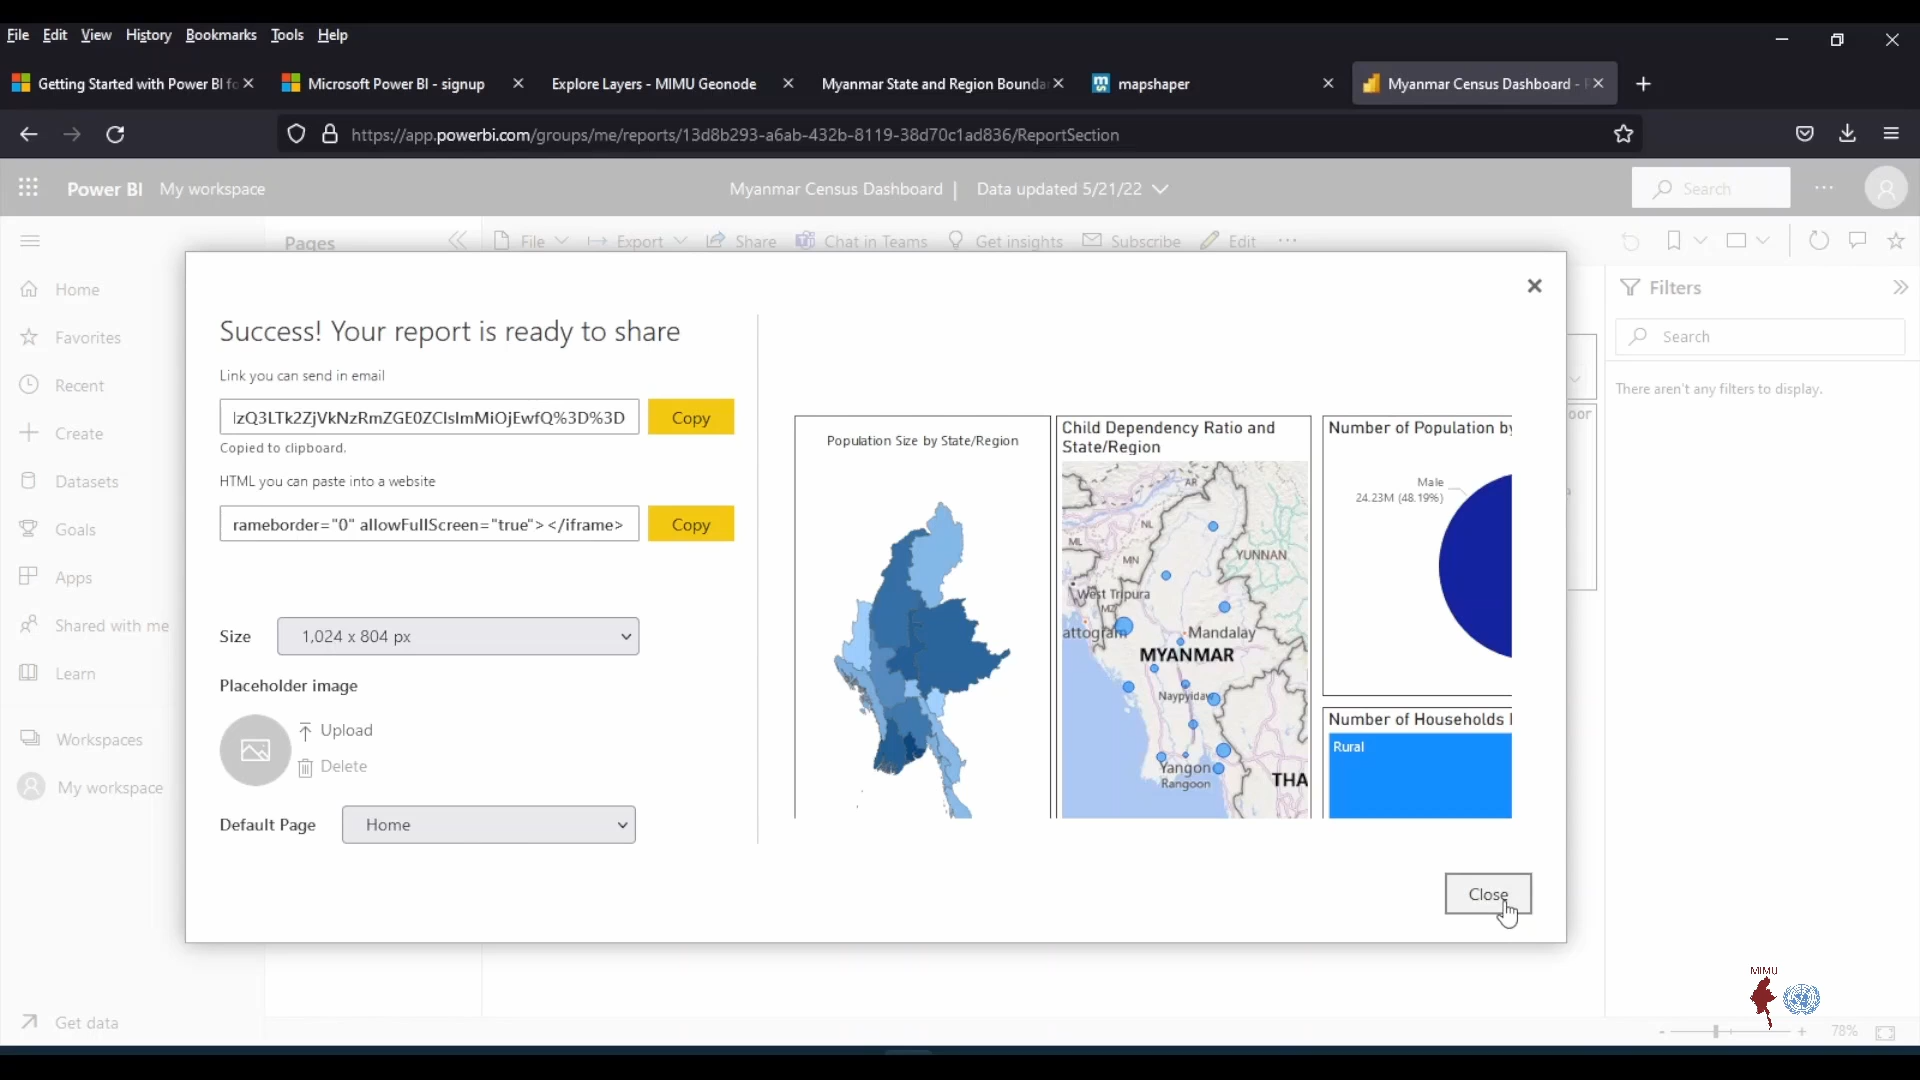 File Edit View History Bookmarks Tools Help
Getting Started with Power BI fo
Microsoft Power BI - signup
Explore Layers - MIMU Geonode
Myanmar State and Region Bounda
mapshaper
Myanmar Census Dashboard -
https://app.powerbi.com/groups/me/reports/13d8b293-a6ab-432b-8119-38d70c1ad836/ReportSection
Power BI My workspace
Myanmar Census Dashboard | Data updated 5/21/22
Search
Pages
File Export Share Chat in Teams Get insights Subscribe Edit
Home
Favorites
Recent
Create
Datasets
Goals
Apps
Shared with me
Learn
Workspaces
My workspace
Get data
Success! Your report is ready to share
Link you can send in email
Copy
Copied to clipboard.
HTML you can paste into a website
rameborder="0" allowFullScreen="true"></iframe>
Copy
Size 1,024 x 804 px
Placeholder image
Upload
Delete
Default Page Home
Population Size by State/Region
Child Dependency Ratio and
State/Region
AR
NL
ML
MN
YUNNAN
West Tripura
MZ
attogram
Mandalay
MYANMAR
Naypyidaw
Yangon
Rangoon
THA
Number of Population by
Male
24.23M (48.19%)
Number of Households
Rural
Close
Filters
Search
There aren't any filters to display.
oor
MIMU
78%